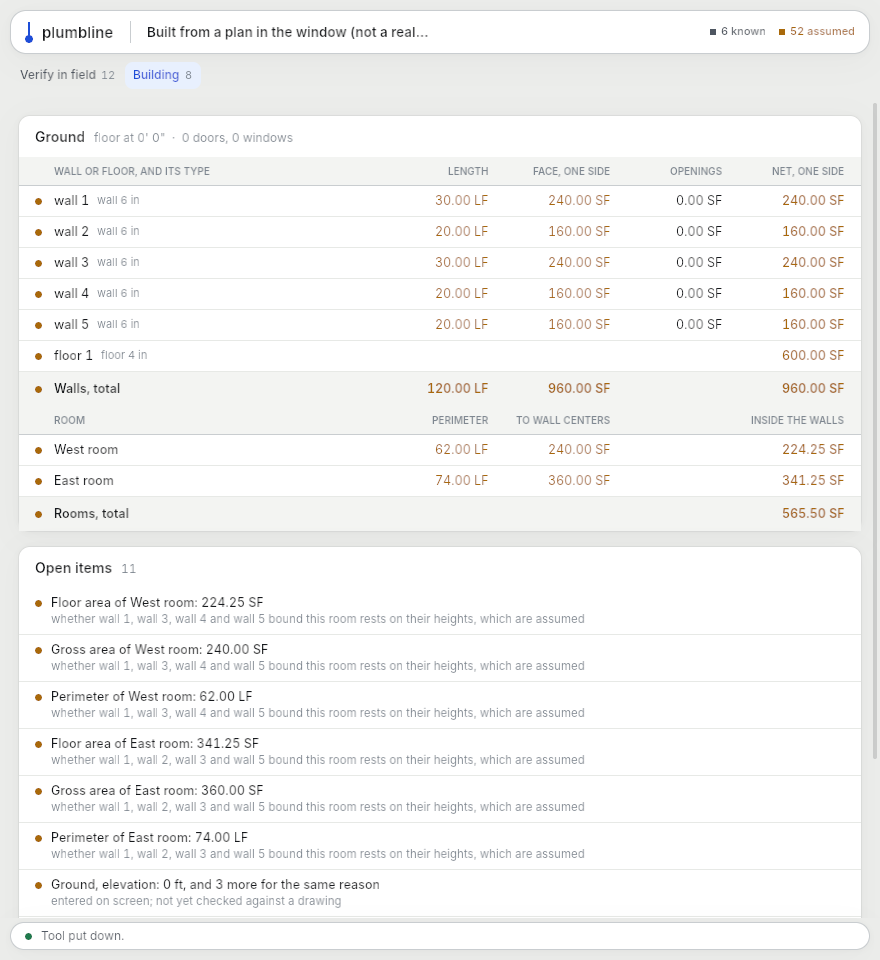 plumbline
Built from a plan in the window (not a real…
6 known
52 assumed
Verify in field 12
Building 8
Ground floor at 0' 0" · 0 doors, 0 windows
WALL OR FLOOR, AND ITS TYPE LENGTH FACE, ONE SIDE OPENINGS NET, ONE SIDE
wall 1 wall 6 in 30.00 LF 240.00 SF 0.00 SF 240.00 SF
wall 2 wall 6 in 20.00 LF 160.00 SF 0.00 SF 160.00 SF
wall 3 wall 6 in 30.00 LF 240.00 SF 0.00 SF 240.00 SF
wall 4 wall 6 in 20.00 LF 160.00 SF 0.00 SF 160.00 SF
wall 5 wall 6 in 20.00 LF 160.00 SF 0.00 SF 160.00 SF
floor 1 floor 4 in 600.00 SF
Walls, total 120.00 LF 960.00 SF 960.00 SF
ROOM PERIMETER TO WALL CENTERS INSIDE THE WALLS
West room 62.00 LF 240.00 SF 224.25 SF
East room 74.00 LF 360.00 SF 341.25 SF
Rooms, total 565.50 SF
Open items 11
Floor area of West room: 224.25 SF
whether wall 1, wall 3, wall 4 and wall 5 bound this room rests on their heights, which are assumed
Gross area of West room: 240.00 SF
whether wall 1, wall 3, wall 4 and wall 5 bound this room rests on their heights, which are assumed
Perimeter of West room: 62.00 LF
whether wall 1, wall 3, wall 4 and wall 5 bound this room rests on their heights, which are assumed
Floor area of East room: 341.25 SF
whether wall 1, wall 2, wall 3 and wall 5 bound this room rests on their heights, which are assumed
Gross area of East room: 360.00 SF
whether wall 1, wall 2, wall 3 and wall 5 bound this room rests on their heights, which are assumed
Perimeter of East room: 74.00 LF
whether wall 1, wall 2, wall 3 and wall 5 bound this room rests on their heights, which are assumed
Ground, elevation: 0 ft, and 3 more for the same reason
entered on screen; not yet checked against a drawing
Tool put down.